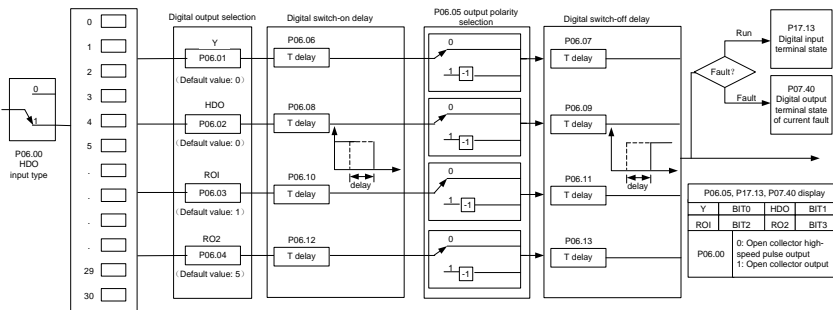 0
1
2
3
4
5
.
.
.
.
29
30
0
1
P06.00
HDO
input type
Digital output selection
Y
P06.01
(Default value: 0)
HDO
P06.02
(Default value: 0)
ROI
P06.03
(Default value: 1)
RO2
P06.04
(Default value: 5)
Digital switch-on delay
P06.06
T delay
P06.08
T delay
delay
P06.10
T delay
P06.12
T delay
P06.05 output polarity
selection
0
1
-1
0
1
-1
0
1
-1
0
1
-1
Digital switch-off delay
P06.07
T delay
P06.09
T delay
delay
P06.11
T delay
P06.13
T delay
Run
Fault?
Fault
P17.13
Digital input
terminal state
P07.40
Digital output
terminal state
of current fault
P06.05, P17.13, P07.40 display
Y BIT0 HDO BIT1
ROI BIT2 RO2 BIT3
P06.00
0: Open collector high-
speed pulse output
1: Open collector output